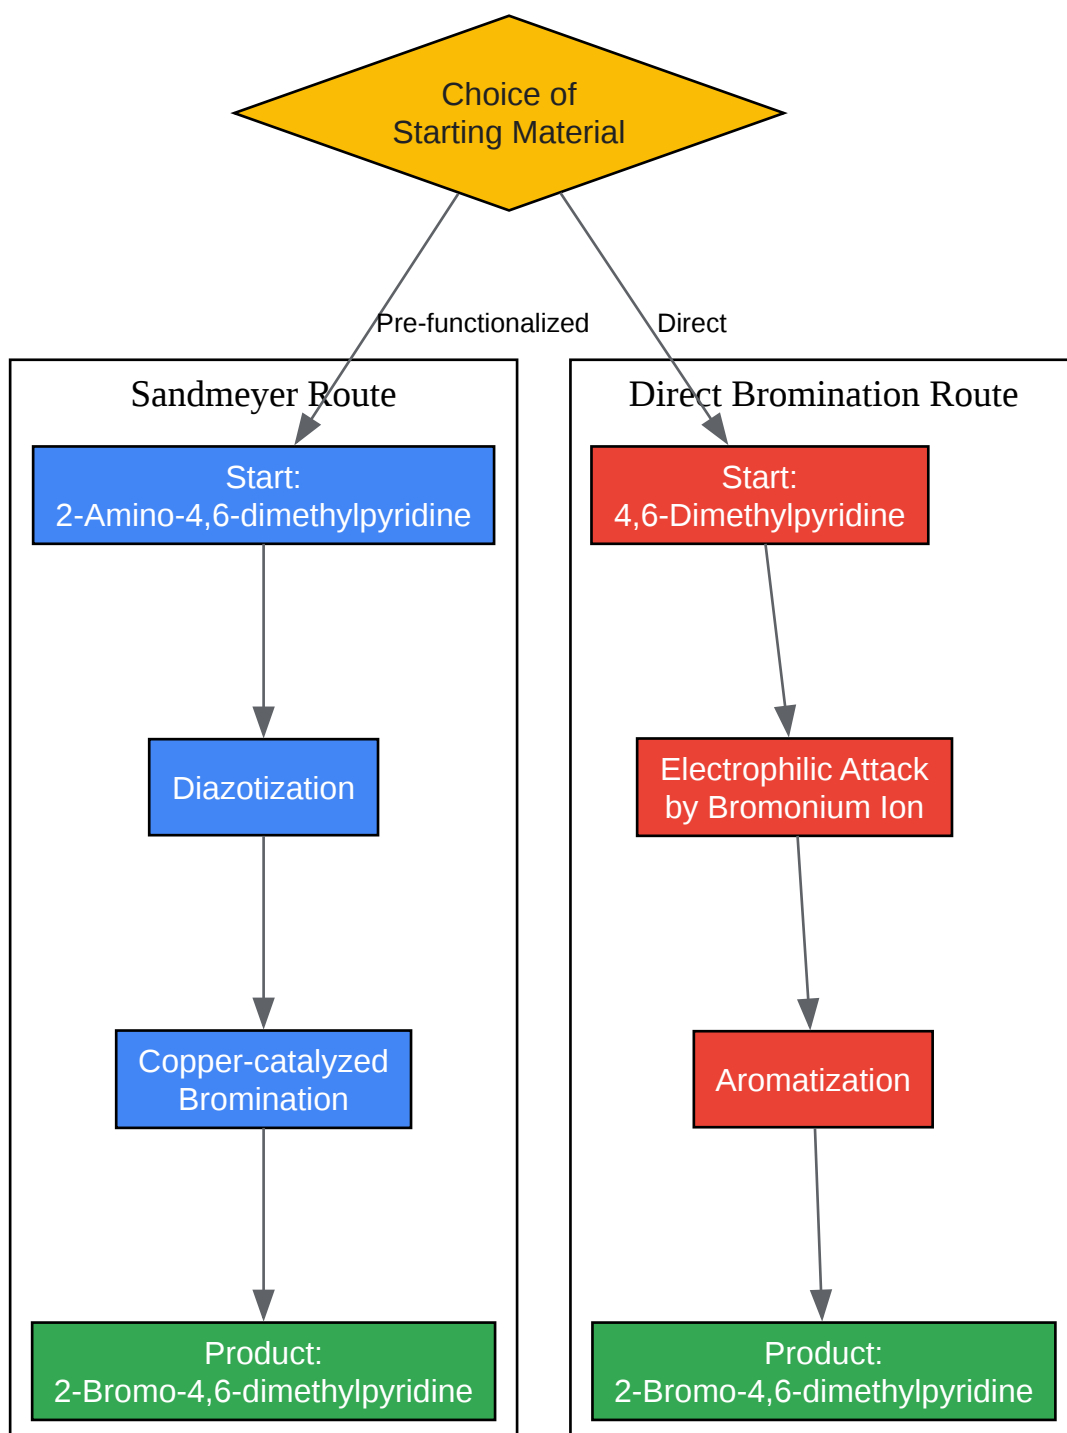 Choice of
Starting Material
Pre-functionalized
Direct
Sandmeyer Route
Start:
2-Amino-4,6-dimethylpyridine
Diazotization
Copper-catalyzed
Bromination
Product:
2-Bromo-4,6-dimethylpyridine
Direct Bromination Route
Start:
4,6-Dimethylpyridine
Electrophilic Attack
by Bromonium Ion
Aromatization
Product:
2-Bromo-4,6-dimethylpyridine